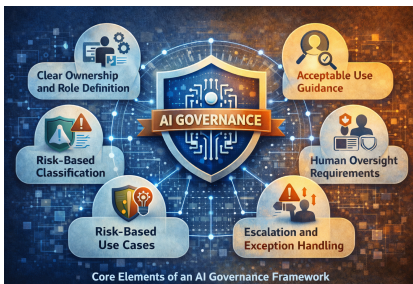 Clear Ownership
and Role Definition
Acceptable Use
Guidance
AI GOVERNANCE
Risk-Based
Classification
Human Oversight
Requirements
Risk-Based
Use Cases
Escalation and
Exception Handling
Core Elements of an AI Governance Framework